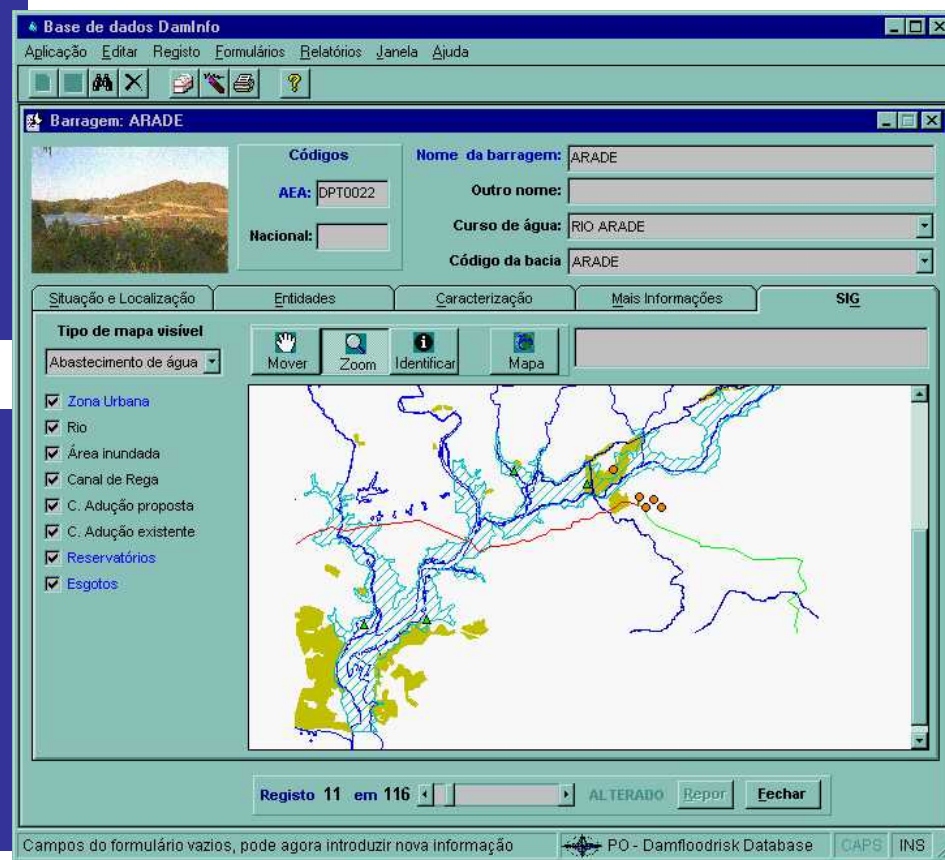 Base de dados DamInfo
Aplicação Editar Registo Formulários Relatórios Janela Ajuda
Barragem: ARADE
Códigos
AEA: DPT0022
Nacional:
Nome da barragem: ARADE
Outro nome:
Curso de água: RIO ARADE
Código da bacia ARADE
Situação e Localização Entidades Caracterização Mais Informações SIG
Tipo de mapa visível
Abastecimento de água
Mover Zoom Identificar Mapa
Zona Urbana
Rio
Área inundada
Canal de Rega
C. Adução proposta
C. Adução existente
Reservatórios
Esgotos
Registo 11 em 116 ALTERADO Repor Fechar
Campos do formulário vazios, pode agora introduzir nova informação PO - Damfloodrisk Database CAPS INS